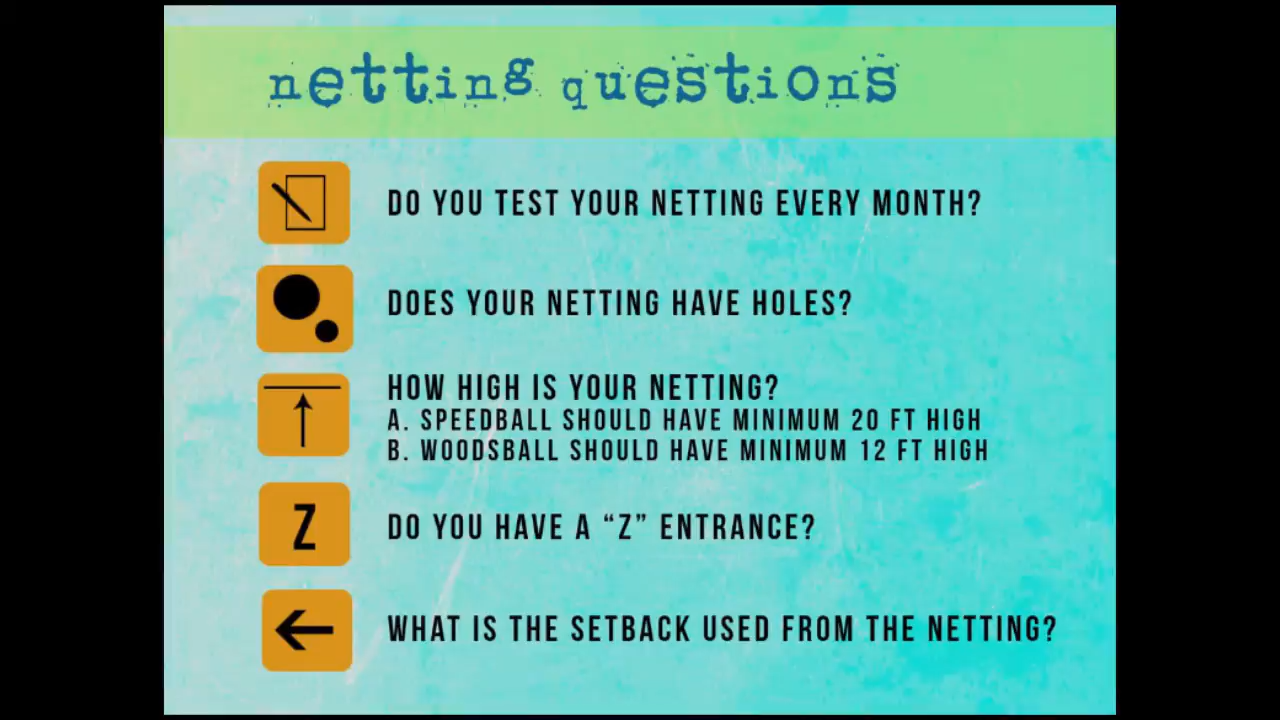 netting questions
DO YOU TEST YOUR NETTING EVERY MONTH?
DOES YOUR NETTING HAVE HOLES?
HOW HIGH IS YOUR NETTING?
A. SPEEDBALL SHOULD HAVE MINIMUM 20 FT HIGH
B. WOODSBALL SHOULD HAVE MINIMUM 12 FT HIGH
Z
DO YOU HAVE A “Z” ENTRANCE?
WHAT IS THE SETBACK USED FROM THE NETTING?